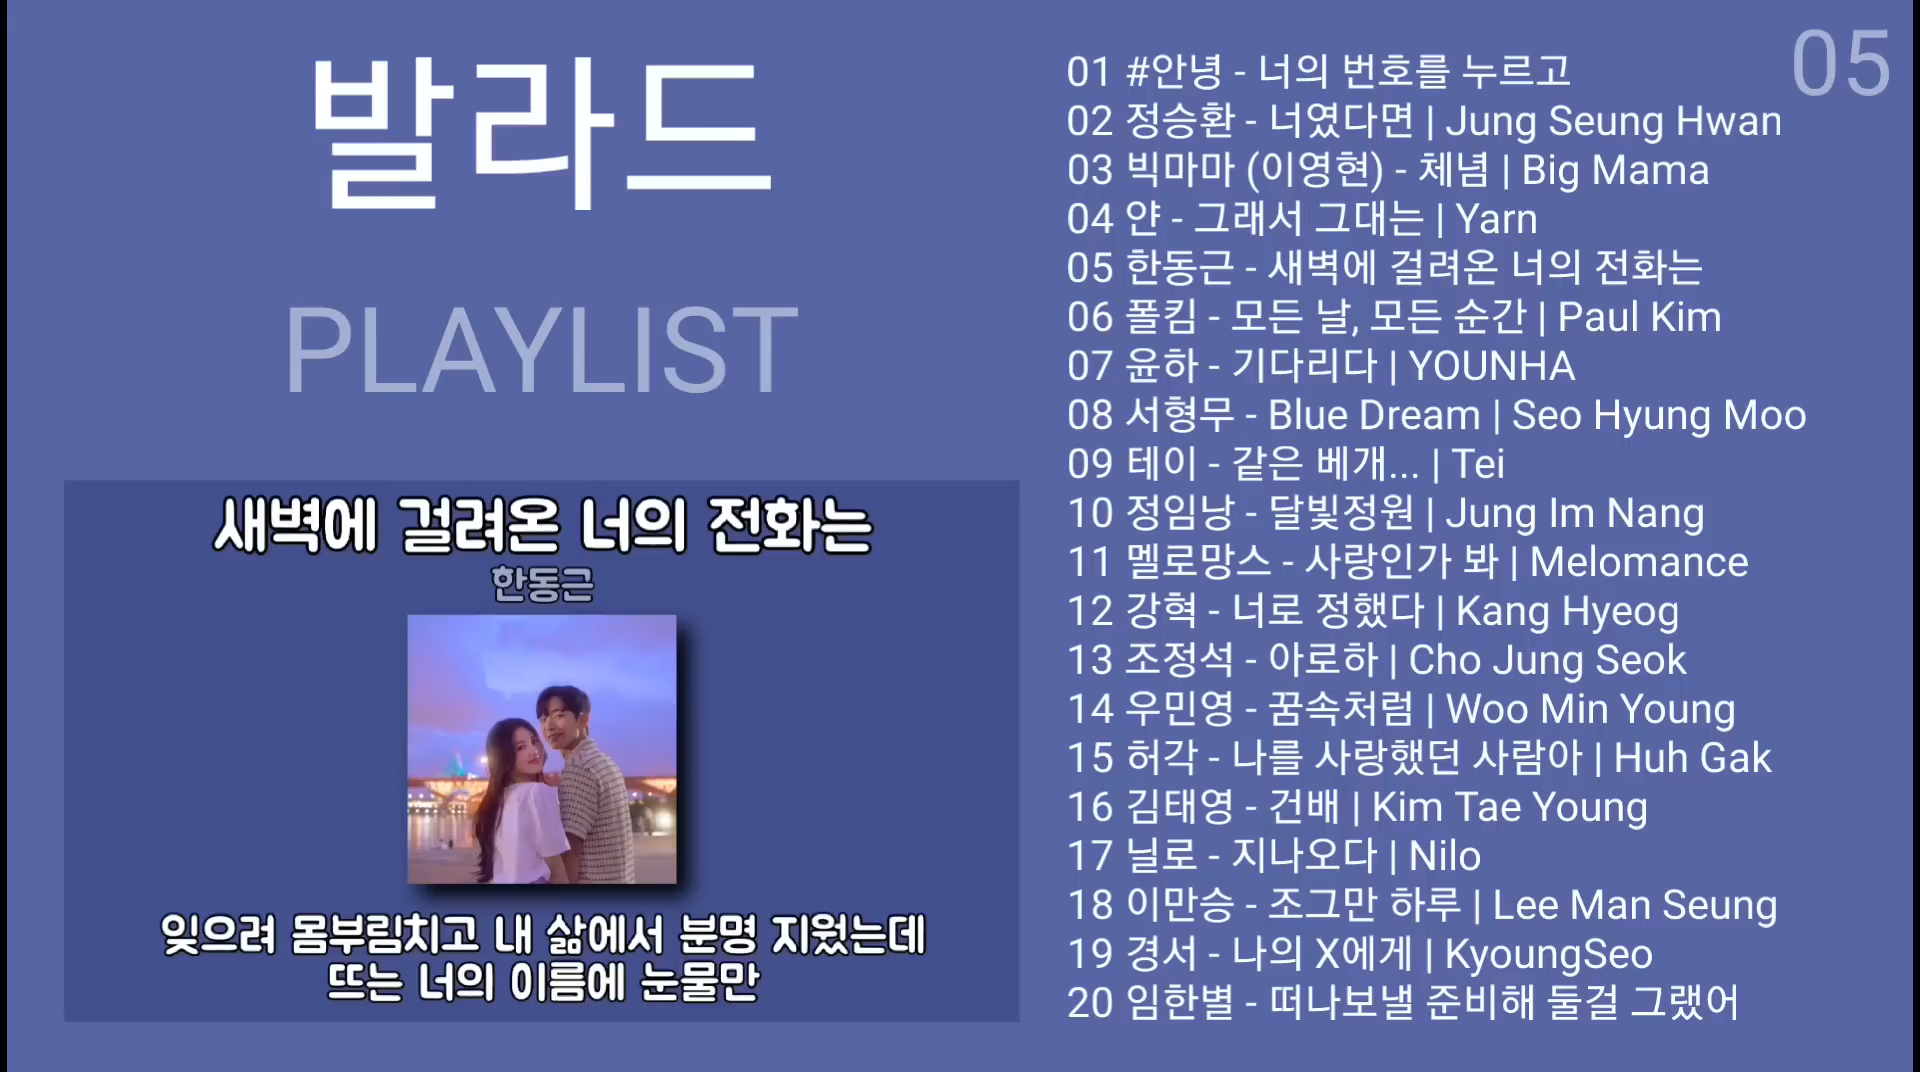 발라드
PLAYLIST
새벽에 걸려온 너의 전화는
한동근
잊으려 몸부림치고 내 삶에서 분명 지웠는데
뜨는 너의 이름에 눈물만
05
01 #안녕 - 너의 번호를 누르고
02 정승환 - 너였다면 | Jung Seung Hwan
03 빅마마 (이영현) - 체념 | Big Mama
04 얀 - 그래서 그대는 | Yarn
05 한동근 - 새벽에 걸려온 너의 전화는
06 폴킴 - 모든 날, 모든 순간 | Paul Kim
07 윤하 - 기다리다 | YOUNHA
08 서형무 - Blue Dream | Seo Hyung Moo
09 테이 - 같은 베개... | Tei
10 정임낭 - 달빛정원 | Jung Im Nang
11 멜로망스 - 사랑인가 봐 | Melomance
12 강혁 - 너로 정했다 | Kang Hyeog
13 조정석 - 아로하 | Cho Jung Seok
14 우민영 - 꿈속처럼 | Woo Min Young
15 허각 - 나를 사랑했던 사람아 | Huh Gak
16 김태영 - 건배 | Kim Tae Young
17 닐로 - 지나오다 | Nilo
18 이만승 - 조그만 하루 | Lee Man Seung
19 경서 - 나의 X에게 | KyoungSeo
20 임한별 - 떠나보낼 준비해 둘걸 그랬어